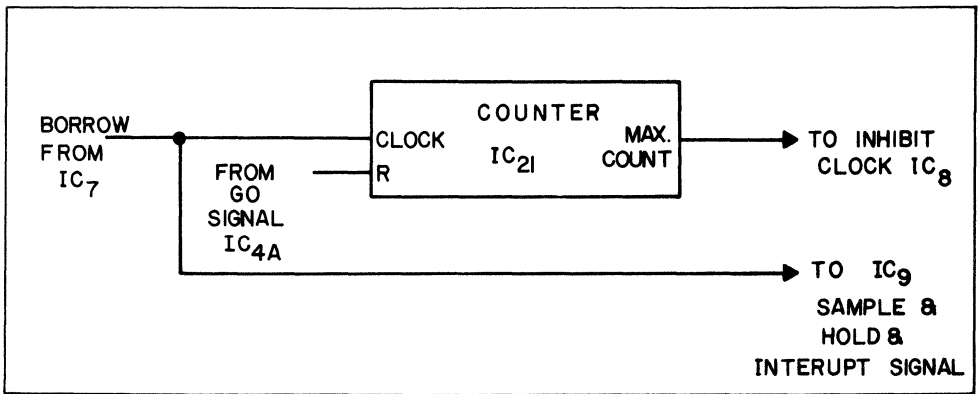 BORROW
FROM
IC7
FROM
GO
SIGNAL
IC4A
COUNTER
IC21
CLOCK
R
MAX.
COUNT
TO INHIBIT
CLOCK IC8
TO IC9
SAMPLE &
HOLD &
INTERUPT SIGNAL